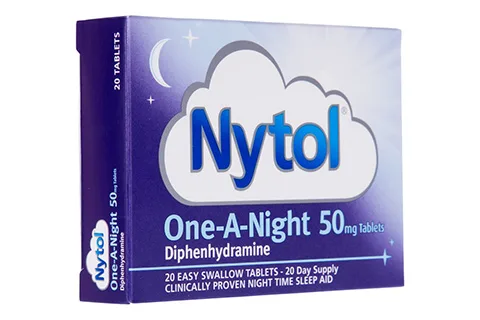 20 TABLETS
Nytol®
One-A-Night 50mg Tablets
Diphenhydramine
20 EASY SWALLOW TABLETS - 20 Day Supply
CLINICALLY PROVEN NIGHT TIME SLEEP AID
Nytol
One-A-Night 50mg Tablets
Diphenhydramine